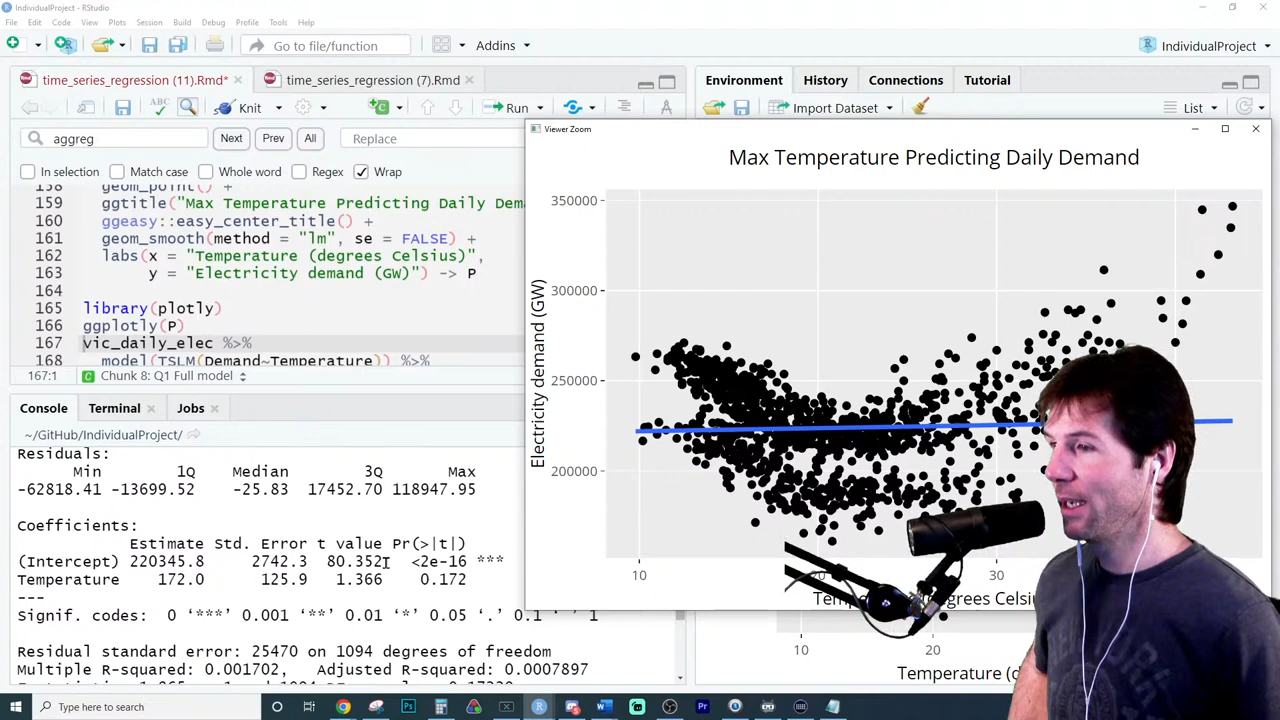 IndividualProject - RStudio
File Edit Code View Plots Session Build Debug Profile Tools Help
Go to file/function
Addins
IndividualProject
time_series_regression (11).Rmd*
time_series_regression (7).Rmd
Knit
Run
aggreg
Next
Prev
All
Replace
In selection
Match case
Whole word
Regex
Wrap
158 geom_point() +
159 ggtitle("Max Temperature Predicting Daily Dema
160 ggeasy::easy_center_title() +
161 geom_smooth(method = "lm", se = FALSE) +
162 labs(x = "Temperature (degrees Celsius)",
163 y = "Electricity demand (GW)") -> P
164
165 library(plotly)
166 ggplotly(P)
167 vic_daily_elec %>%
168 model(TSLM(Demand~Temperature)) %>%
167:1
Chunk 8: Q1 Full model
Console
Terminal
Jobs
~/GitHub/IndividualProject/
Residuals:
Min 1Q Median 3Q Max
-62818.41 -13699.52 -25.83 17452.70 118947.95
Coefficients:
Estimate Std. Error t value Pr(>|t|)
(Intercept) 220345.8 2742.3 80.352 <2e-16 ***
Temperature 172.0 125.9 1.366 0.172
---
Signif. codes: 0 ‘***’ 0.001 ‘**’ 0.01 ‘*’ 0.05 ‘.’ 0.1 ‘ ’ 1
Residual standard error: 25470 on 1094 degrees of freedom
Multiple R-squared: 0.001702, Adjusted R-squared: 0.0007897
Environment
History
Connections
Tutorial
Import Dataset
List
Viewer Zoom
Max Temperature Predicting Daily Demand
350000
300000
250000
200000
Electricity demand (GW)
10
20
30
10
20
Temperature (d
Type here to search